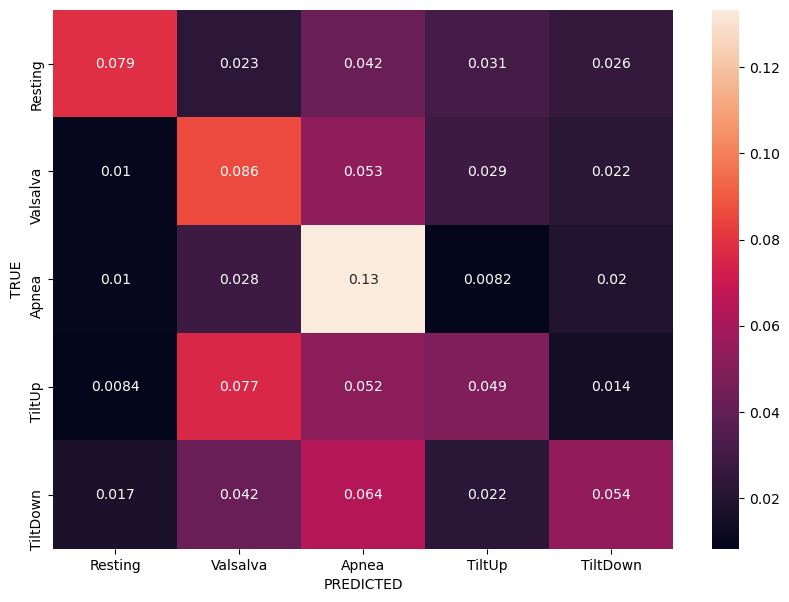 Resting 0.079 0.023 0.042 0.031 0.026
Valsalva 0.01 0.086 0.053 0.029 0.022
Apnea 0.01 0.028 0.13 0.0082 0.02
TiltUp 0.0084 0.077 0.052 0.049 0.014
TiltDown 0.017 0.042 0.064 0.022 0.054
TRUE
Resting Valsalva Apnea TiltUp TiltDown
PREDICTED
0.12
0.10
0.08
0.06
0.04
0.02